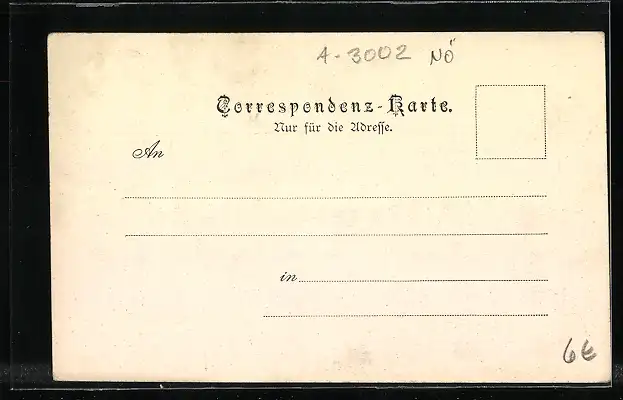 A-3002 NÖ
Correspondenz-Karte.
Nur für die Adresse.
An
in
6€